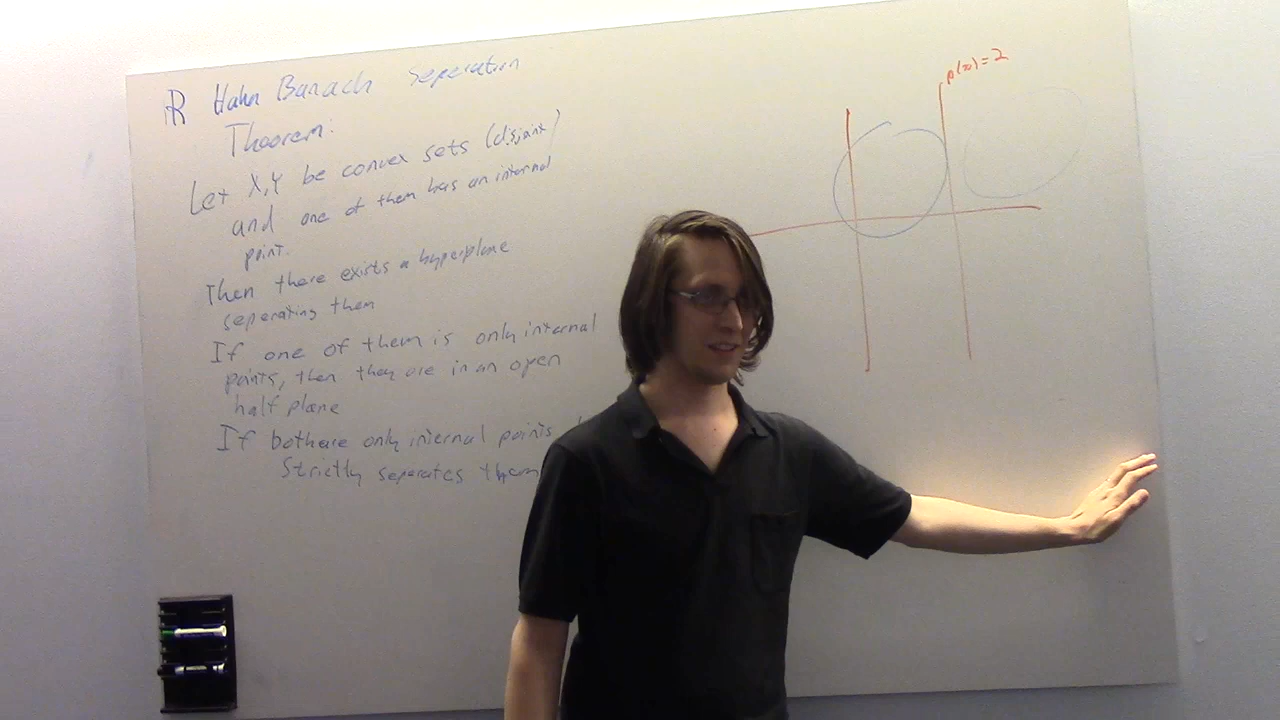 ℝ Hahn Banach Seperation
Theorem:
Let X,Y be convex sets (disjoint)
and one of them has an internal
point.
Then there exists a hyperplane
seperating them
If one of them is only internal
points, then they are in an open
half plane
If both are only internal points
Strictly separates them
p(x)=2